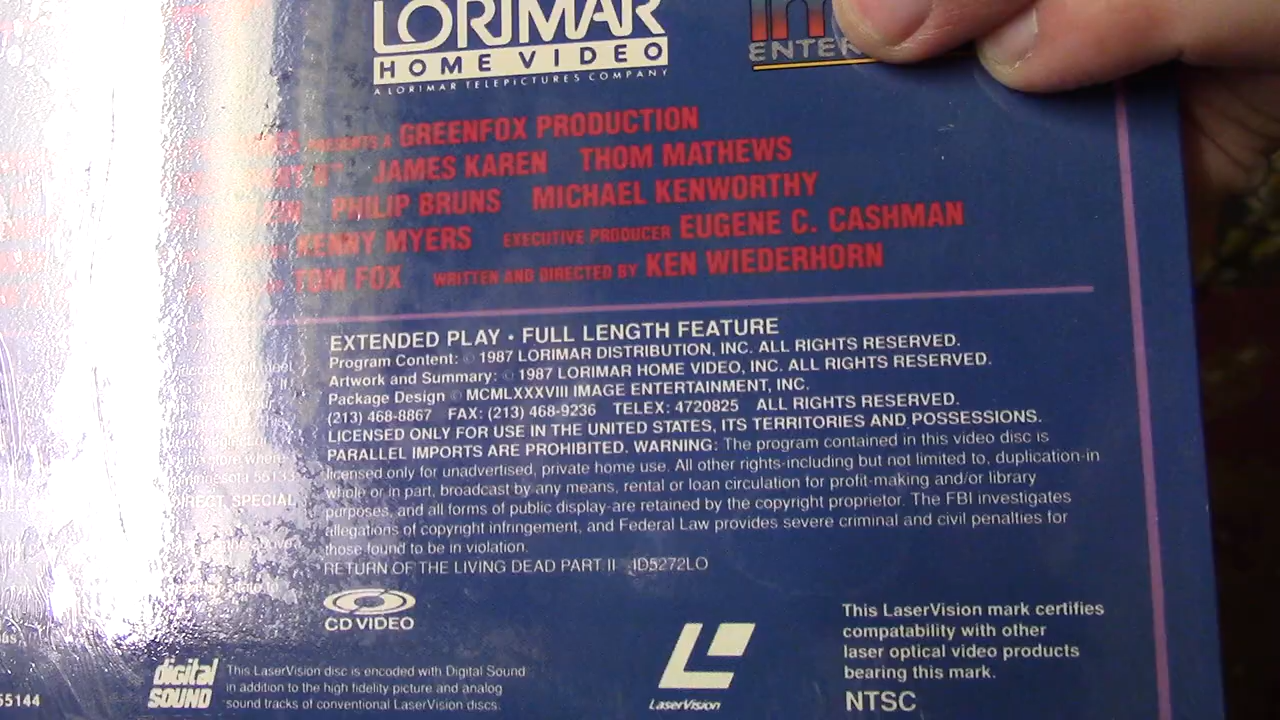 LORIMAR
HOME VIDEO
A LORIMAR TELEPICTURES COMPANY
ENTER
PRESENTS A GREENFOX PRODUCTION
JAMES KAREN THOM MATHEWS
PHILIP BRUNS MICHAEL KENWORTHY
KENNY MYERS EXECUTIVE PRODUCER EUGENE C. CASHMAN
TOM FOX WRITTEN AND DIRECTED BY KEN WIEDERHORN
EXTENDED PLAY • FULL LENGTH FEATURE
Program Content: © 1987 LORIMAR DISTRIBUTION, INC. ALL RIGHTS RESERVED.
Artwork and Summary: © 1987 LORIMAR HOME VIDEO, INC. ALL RIGHTS RESERVED.
Package Design © MCMLXXXVIII IMAGE ENTERTAINMENT, INC.
(213) 468-8867 FAX: (213) 468-9236 TELEX: 4720825 ALL RIGHTS RESERVED.
LICENSED ONLY FOR USE IN THE UNITED STATES, ITS TERRITORIES AND POSSESSIONS.
PARALLEL IMPORTS ARE PROHIBITED. WARNING: The program contained in this video disc is
licensed only for unadvertised, private home use. All other rights-including but not limited to, duplication-in
whole or in part, broadcast by any means, rental or loan circulation for profit-making and/or library
purposes, and all forms of public display-are retained by the copyright proprietor. The FBI investigates
allegations of copyright infringement, and Federal Law provides severe criminal and civil penalties for
those found to be in violation.
RETURN OF THE LIVING DEAD PART II ID5272LO
55133
DIRECT, SPECIAL
CD VIDEO
digital
SOUND
This LaserVision disc is encoded with Digital Sound
in addition to the high fidelity picture and analog
sound tracks of conventional LaserVision discs.
LaserVision
This LaserVision mark certifies
compatability with other
laser optical video products
bearing this mark.
NTSC
55144